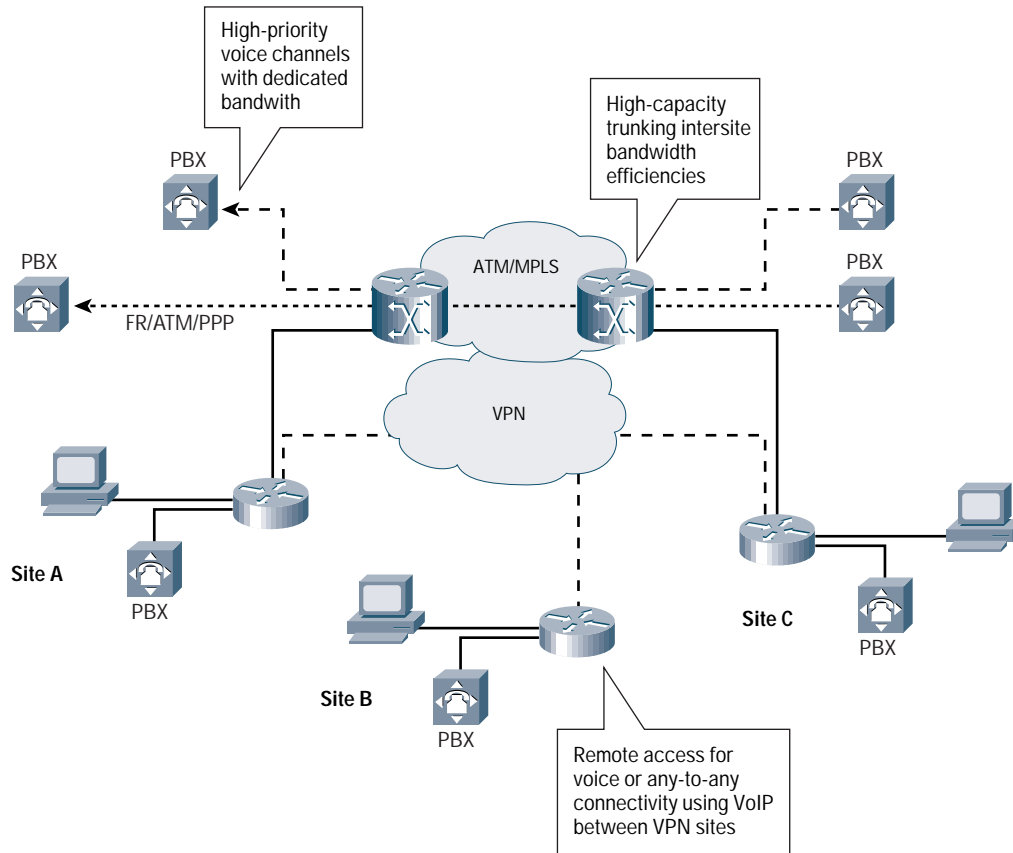 High-priority
voice channels
with dedicated
bandwith
High-capacity
trunking intersite
bandwidth
efficiencies
PBX
PBX
PBX
PBX
ATM/MPLS
FR/ATM/PPP
VPN
Site A
PBX
Site B
PBX
Site C
PBX
Remote access for
voice or any-to-any
connectivity using VoIP
between VPN sites